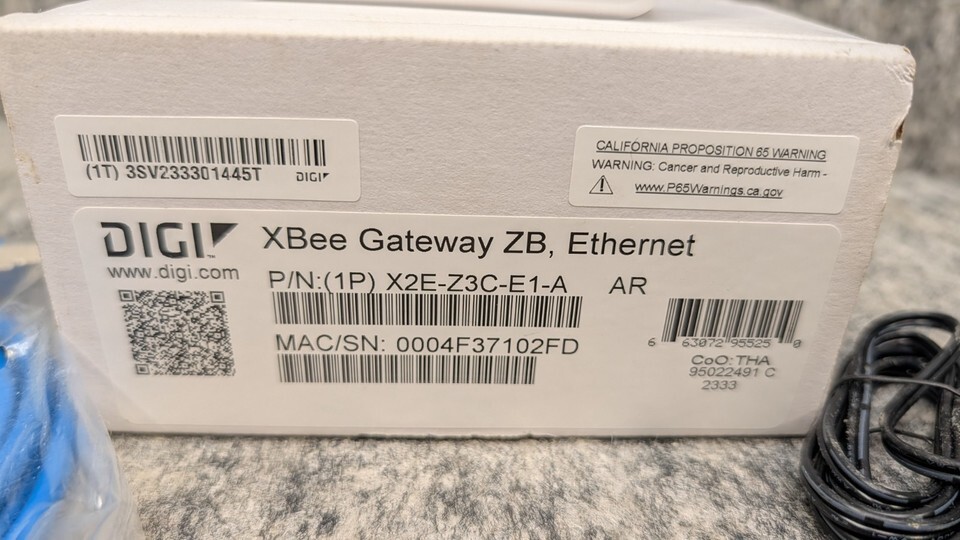 (1T) 3SV233301445T
DIGI
CALIFORNIA PROPOSITION 65 WARNING
WARNING: Cancer and Reproductive Harm -
www.P65Warnings.ca.gov
DIGI™
www.digi.com
XBee Gateway ZB, Ethernet
P/N:(1P) X2E-Z3C-E1-A AR
MAC/SN: 0004F37102FD
6 63072 95525 0
CoO: THA
95022491 C
2333